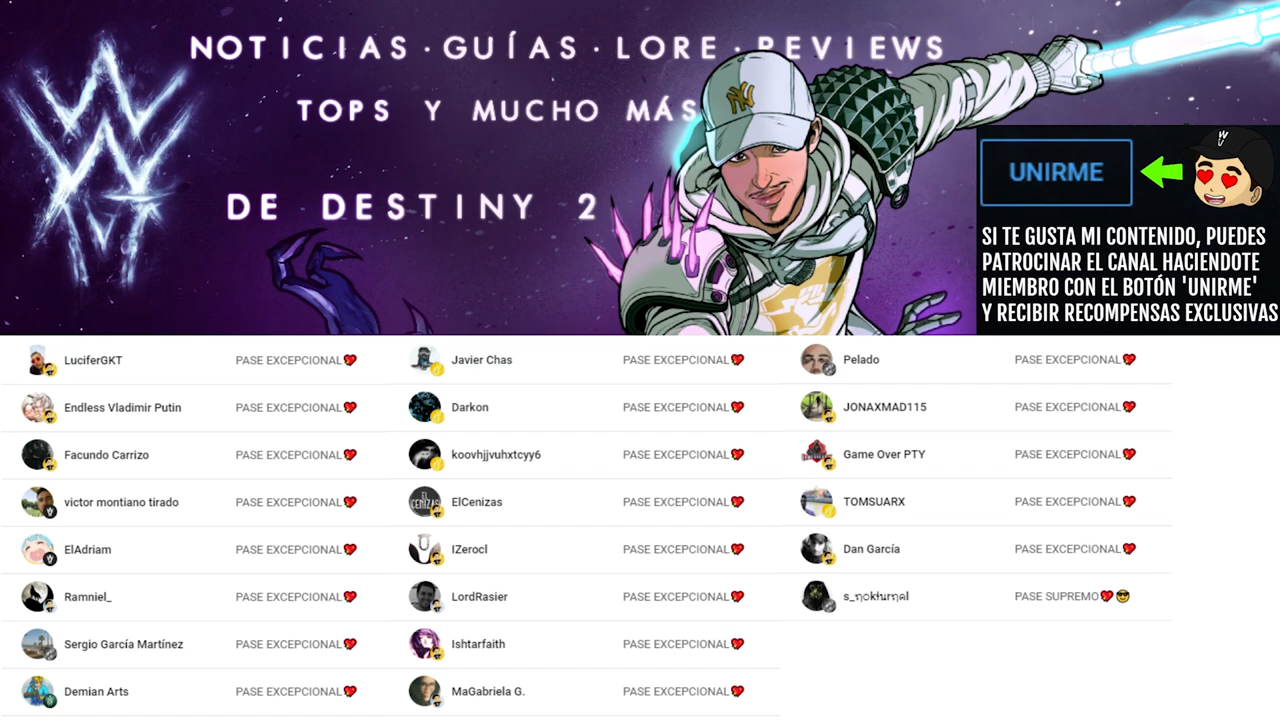 NOTICIAS · GUÍAS · LORE · REVIEWS
TOPS Y MUCHO MÁS
DE DESTINY 2
UNIRME
SI TE GUSTA MI CONTENIDO, PUEDES
PATROCINAR EL CANAL HACIENDOTE
MIEMBRO CON EL BOTÓN 'UNIRME'
Y RECIBIR RECOMPENSAS EXCLUSIVAS
LuciferGKT PASE EXCEPCIONAL
Endless Vladimir Putin PASE EXCEPCIONAL
Facundo Carrizo PASE EXCEPCIONAL
victor montiano tirado PASE EXCEPCIONAL
ElAdriam PASE EXCEPCIONAL
Ramniel_ PASE EXCEPCIONAL
Sergio García Martínez PASE EXCEPCIONAL
Demian Arts PASE EXCEPCIONAL
Javier Chas PASE EXCEPCIONAL
Darkon PASE EXCEPCIONAL
koovhjjvuhxtcyy6 PASE EXCEPCIONAL
EL CENIZAS
ElCenizas PASE EXCEPCIONAL
IZerocl PASE EXCEPCIONAL
LordRasier PASE EXCEPCIONAL
Ishtarfaith PASE EXCEPCIONAL
MaGabriela G. PASE EXCEPCIONAL
Pelado PASE EXCEPCIONAL
JONAXMAD115 PASE EXCEPCIONAL
Game Over PTY PASE EXCEPCIONAL
TOMSUARX PASE EXCEPCIONAL
Dan García PASE EXCEPCIONAL
PASE SUPREMO